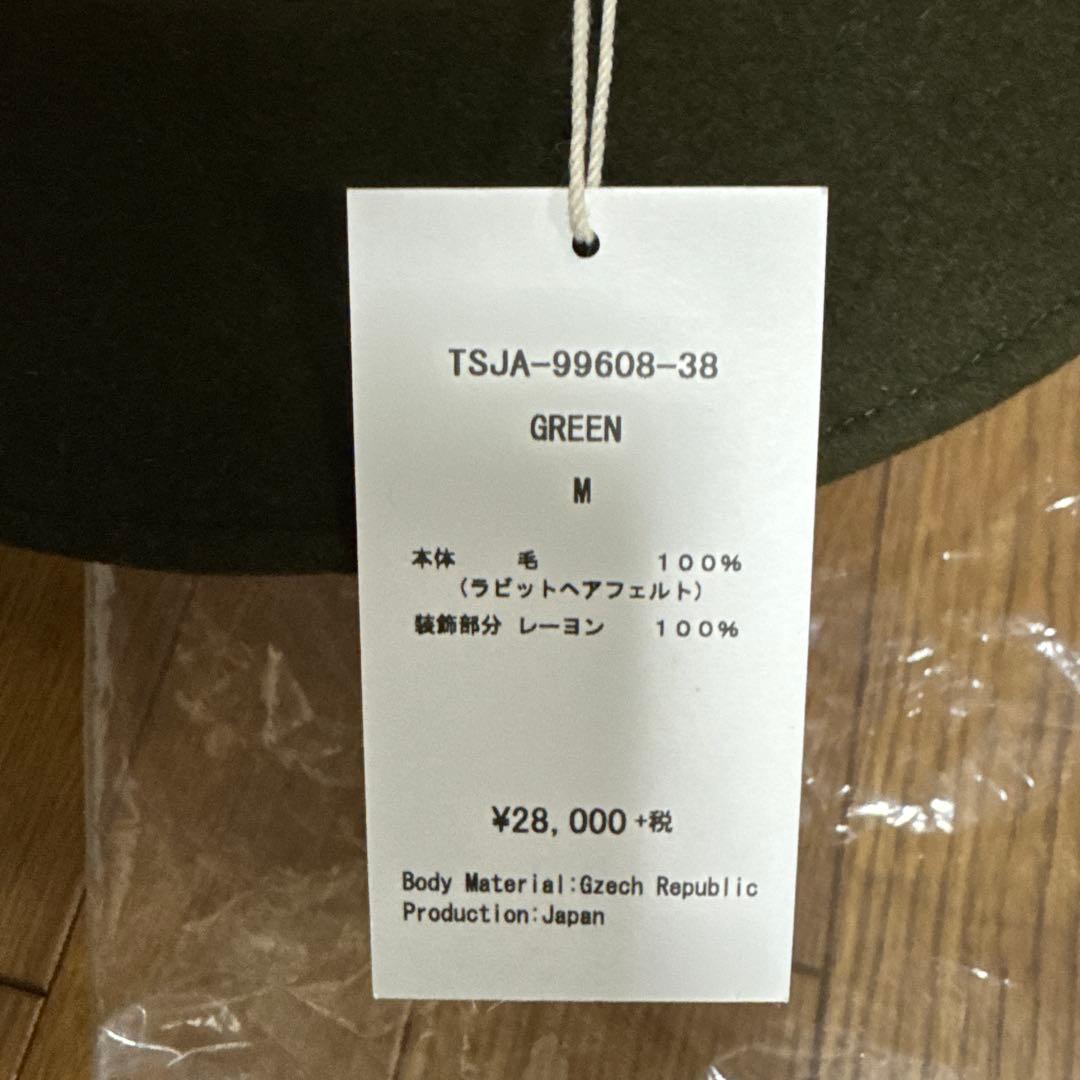 TSJA-99608-38
GREEN
M
本体 毛 100%
(ラビットヘアフェルト)
装飾部分 レーヨン 100%
¥28,000+税
Body Material:Gzech Republic
Production:Japan